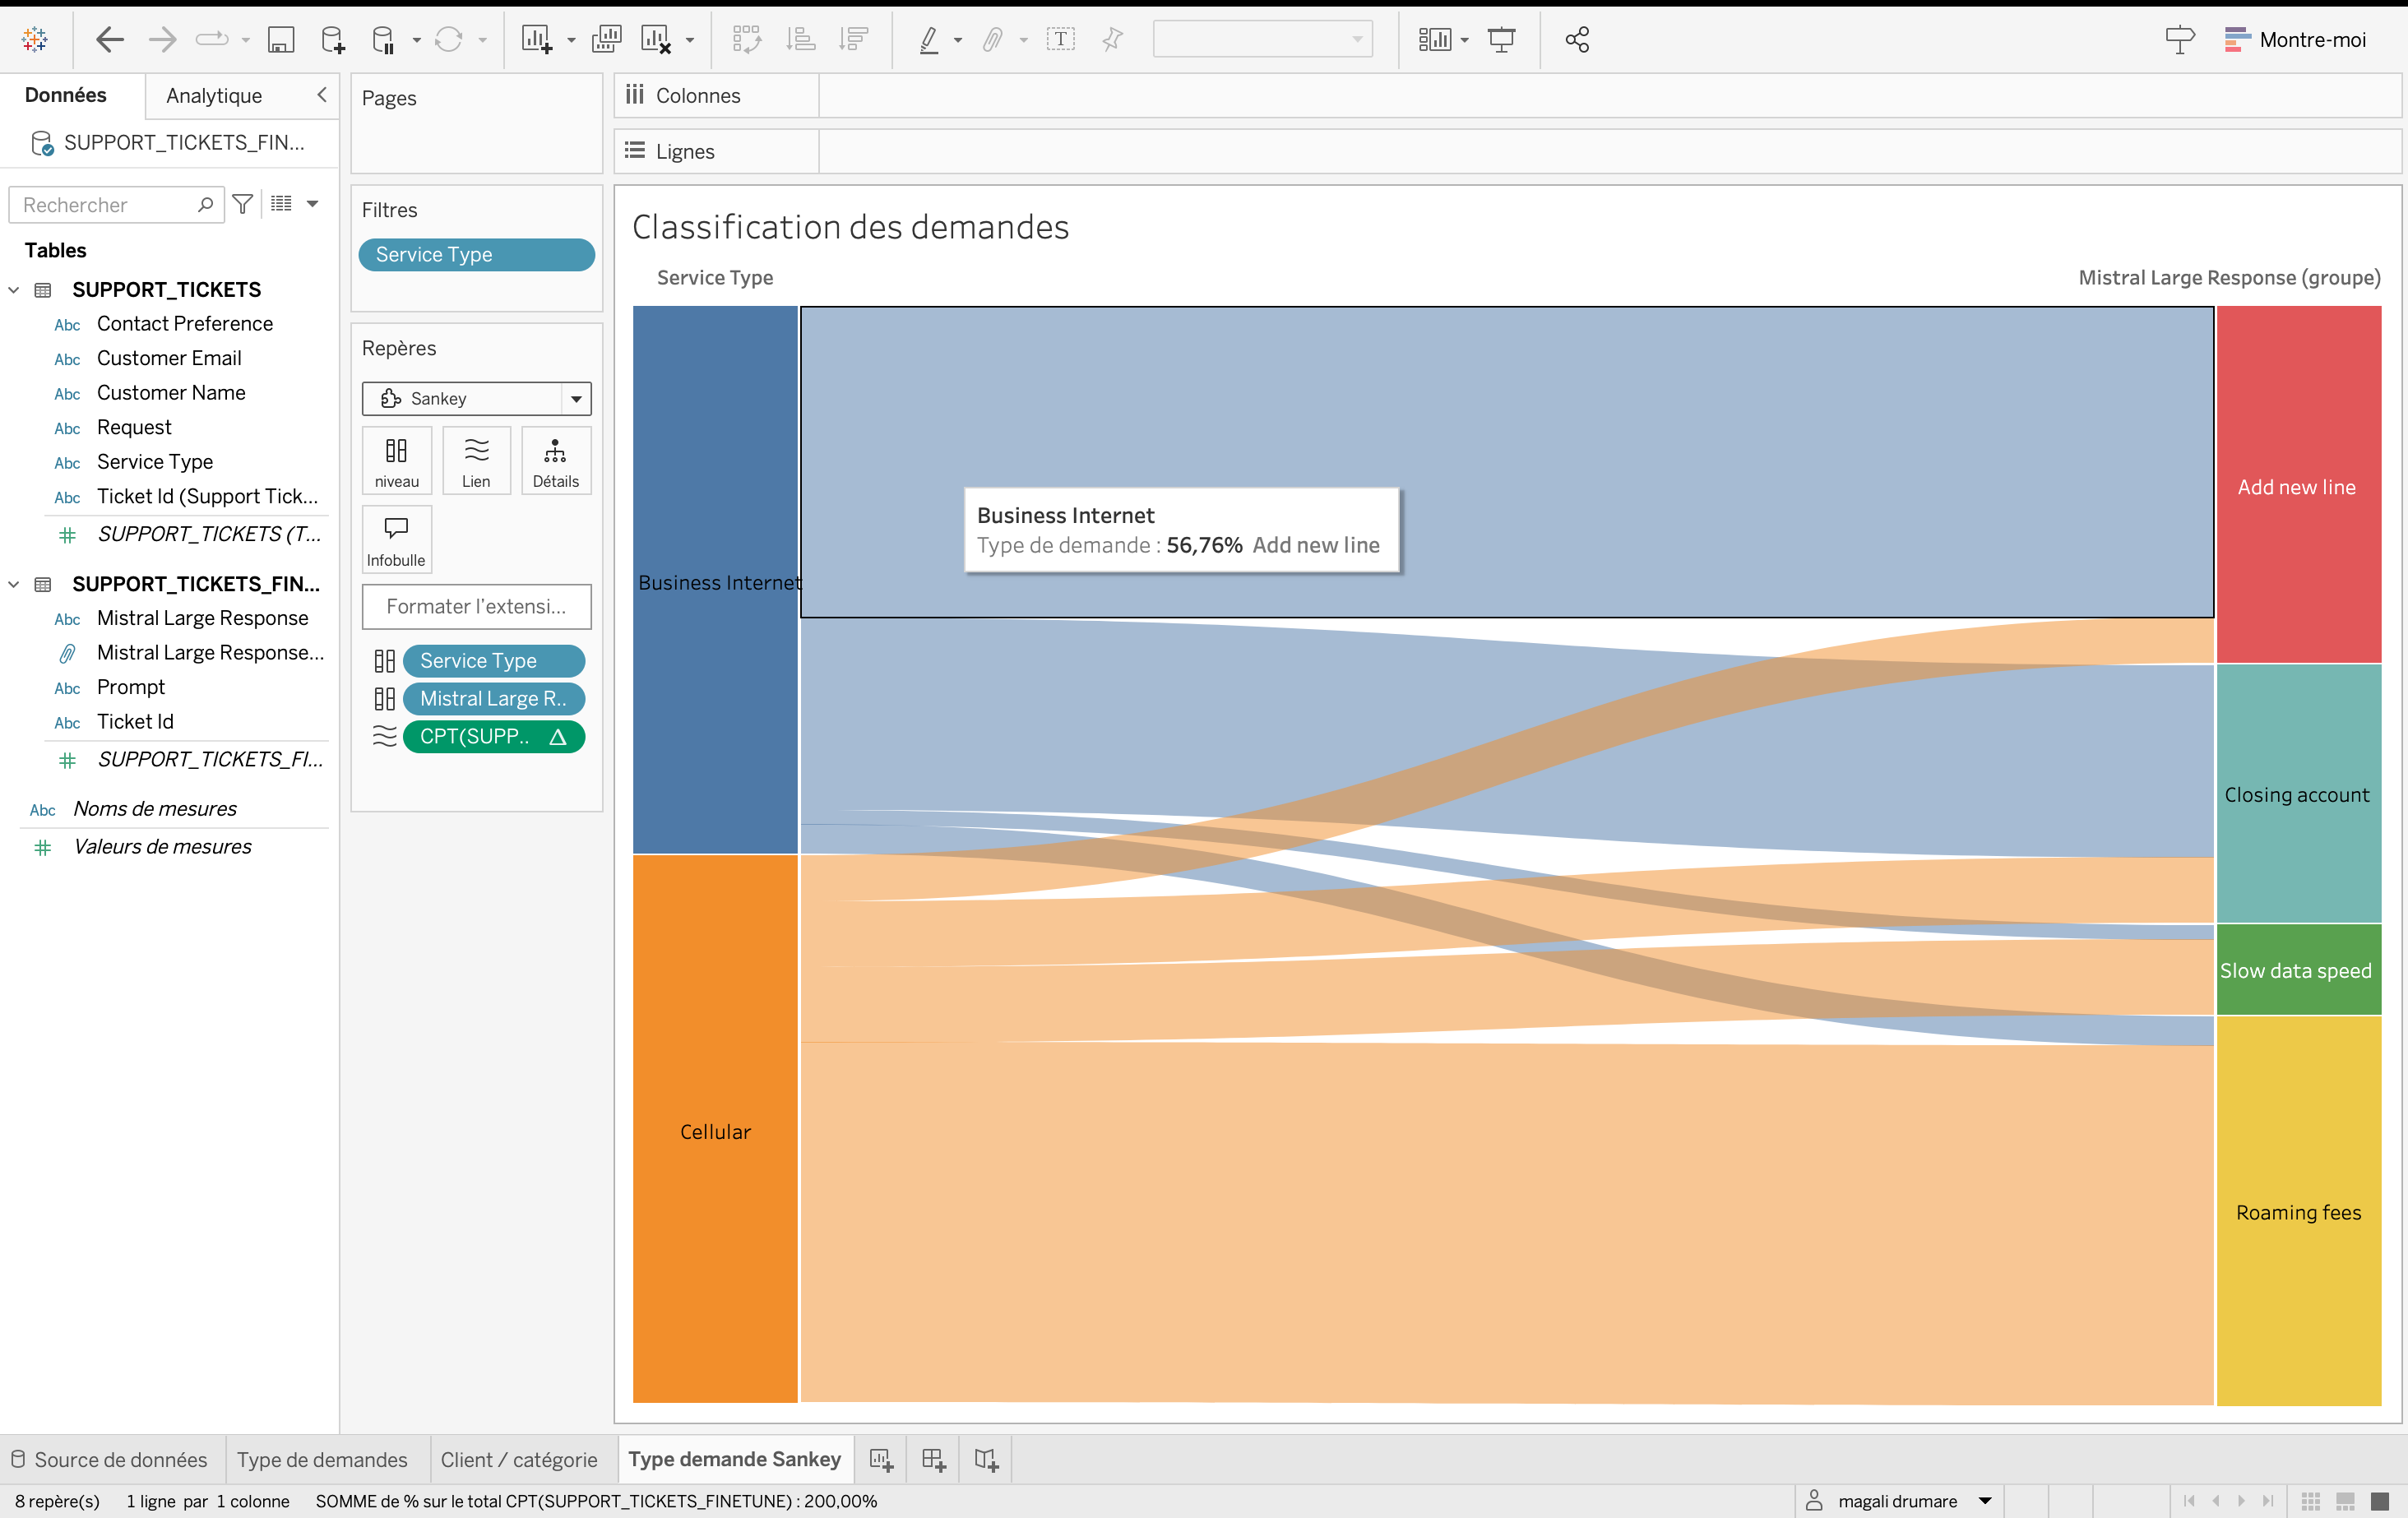 Montre-moi
Données
Analytique
SUPPORT_TICKETS_FIN...
Rechercher
Tables
SUPPORT_TICKETS
Abc Contact Preference
Abc Customer Email
Abc Customer Name
Abc Request
Abc Service Type
Abc Ticket Id (Support Tick...
SUPPORT_TICKETS (T...
SUPPORT_TICKETS_FIN...
Abc Mistral Large Response
Mistral Large Response...
Abc Prompt
Abc Ticket Id
SUPPORT_TICKETS_FI...
Abc Noms de mesures
Valeurs de mesures
Pages
Filtres
Service Type
Repères
Sankey
niveau
Lien
Détails
Infobulle
Formater l'extensi...
Service Type
Mistral Large R..
CPT(SUPP..
Colonnes
Lignes
Classification des demandes
Service Type
Mistral Large Response (groupe)
Business Internet
Cellular
Business Internet
Type de demande : 56,76% Add new line
Add new line
Closing account
Slow data speed
Roaming fees
Source de données
Type de demandes
Client / catégorie
Type demande Sankey
8 repère(s)
1 ligne par 1 colonne
SOMME de % sur le total CPT(SUPPORT_TICKETS_FINETUNE) : 200,00%
magali drumare